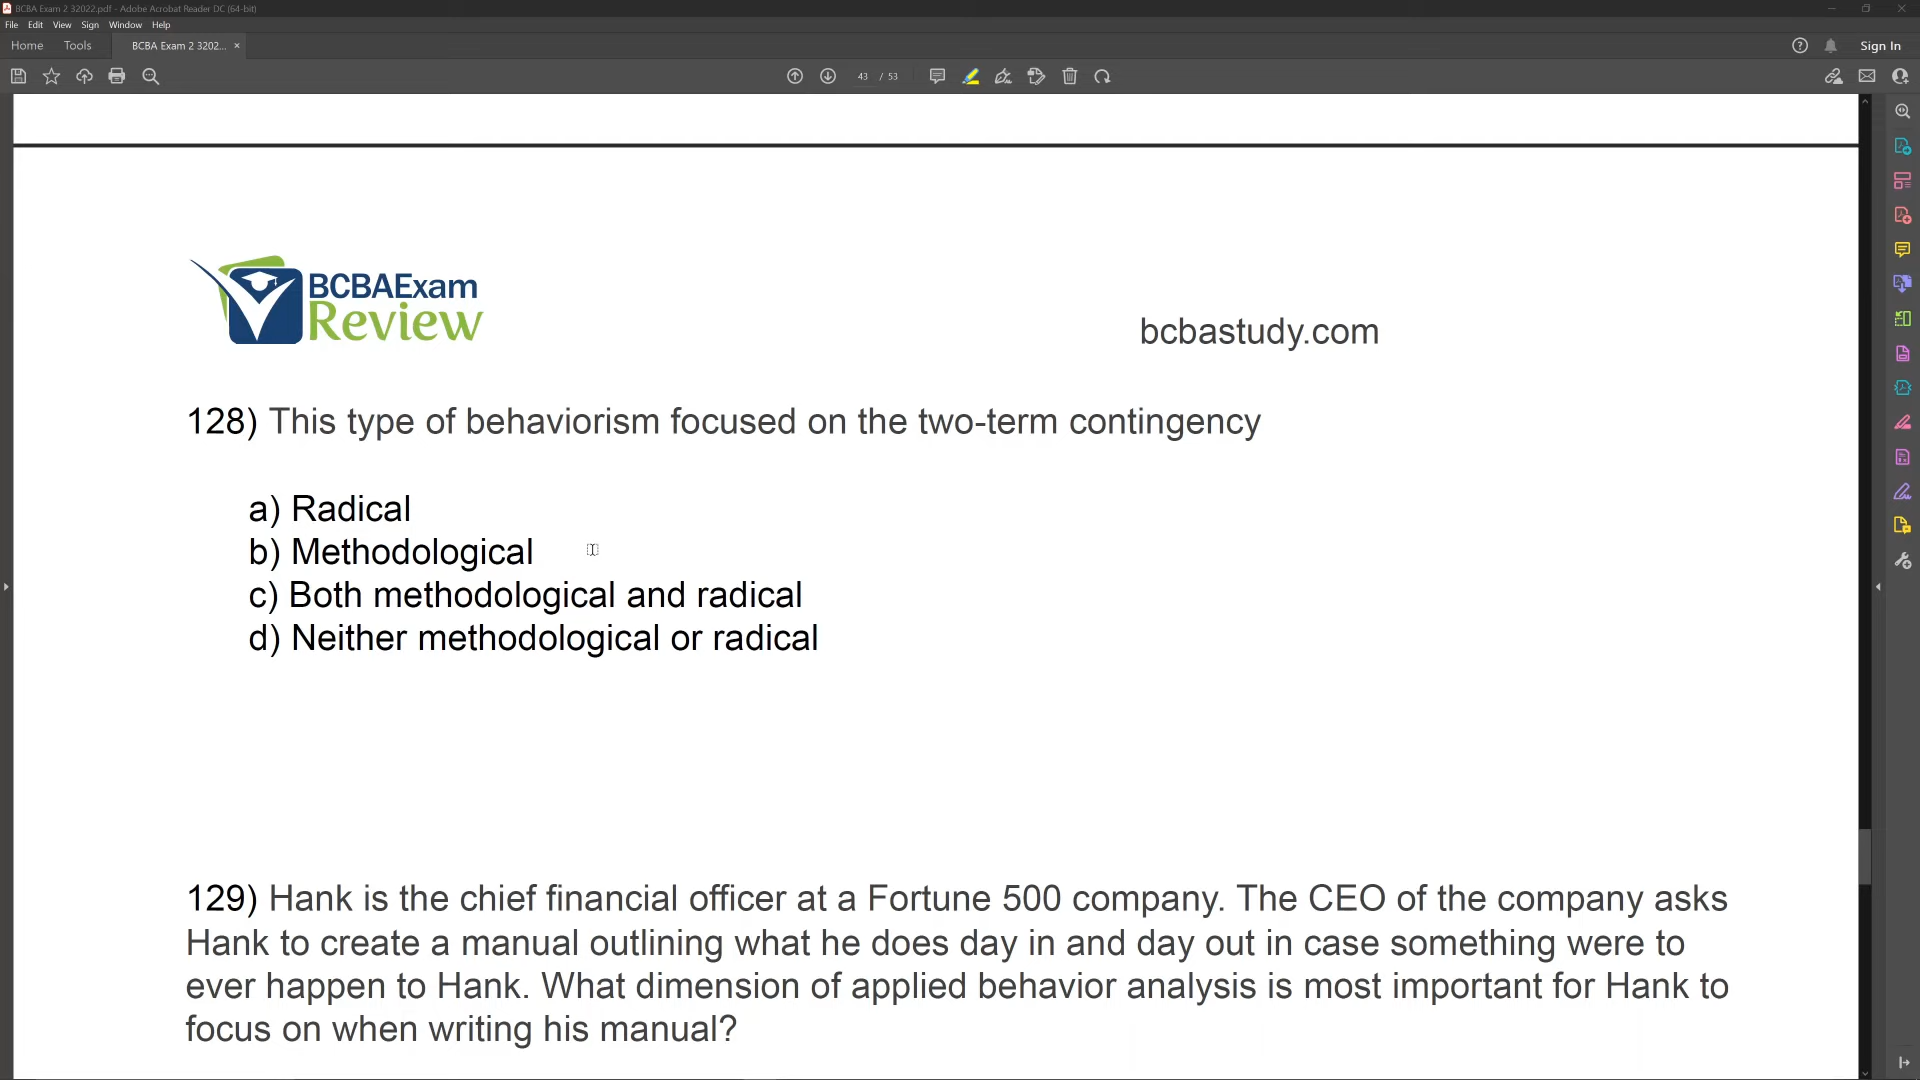 BCBA Exam 2 32022.pdf - Adobe Acrobat Reader DC (64-bit)
File Edit View Sign Window Help
Home Tools BCBA Exam 2 3202... × Sign In
43 / 53
BCBAExam
Review
bcbastudy.com
128) This type of behaviorism focused on the two-term contingency
a) Radical
b) Methodological
c) Both methodological and radical
d) Neither methodological or radical
129) Hank is the chief financial officer at a Fortune 500 company. The CEO of the company asks
Hank to create a manual outlining what he does day in and day out in case something were to
ever happen to Hank. What dimension of applied behavior analysis is most important for Hank to
focus on when writing his manual?